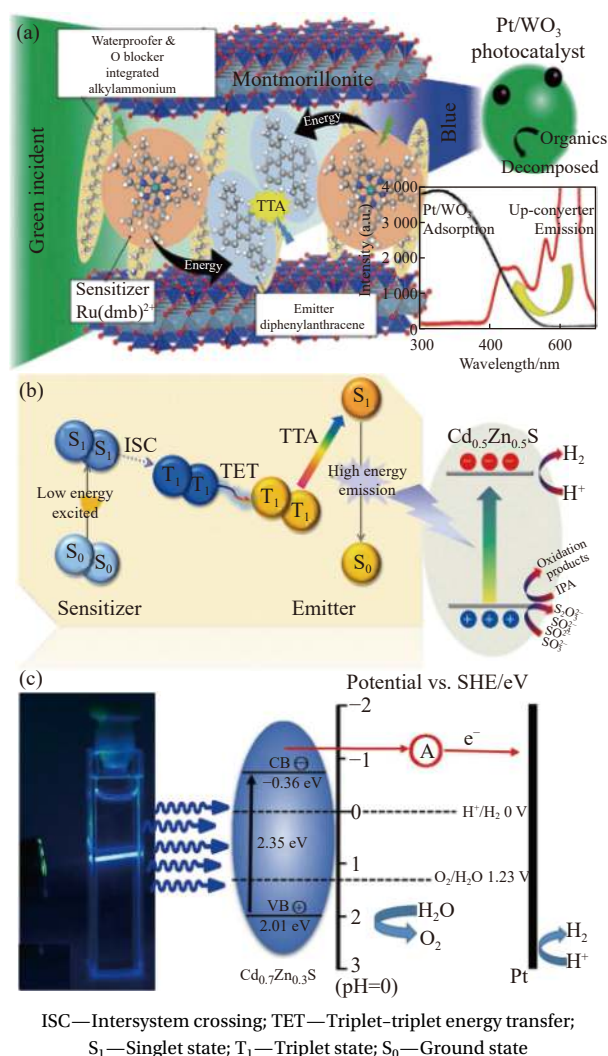 (a)
Waterproofer &
O blocker
integrated
alkylammonium
Montmorillonite
Pt/WO₃
photocatalyst
Green incident
Energy
Blue
Organics
Decomposed
TTA
Energy
Sensitizer
Ru(dmb)²⁺
Emitter
diphenylanthracene
4 000
3 000
2 000
1 000
0
Intensity (a.u.)
Pt/WO₃
Adsorption
Up-converter
Emission
300
400
600
Wavelength/nm
(b)
S₁
S₁
ISC
T₁
T₁
TET
T₁
T₁
TTA
S₁
Low energy
excited
High energy
emission
S₀
S₀
S₀
Sensitizer
Emitter
Cd₀.₅Zn₀.₅S
H₂
H⁺
Oxidation
products
IPA
S₂O₃²⁻
SO₃²⁻
SO₄²⁻
SO₃²⁻
(c)
Potential vs. SHE/eV
−2
−1
0
1
2
3
CB ⊖
−0.36 eV
2.35 eV
VB ⊕
2.01 eV
A
e⁻
H⁺/H₂ 0 V
O₂/H₂O 1.23 V
H₂O
O₂
H₂
H⁺
Cd₀.₇Zn₀.₃S
(pH=0)
Pt
ISC—Intersystem crossing; TET—Triplet–triplet energy transfer;
S₁—Singlet state; T₁—Triplet state; S₀—Ground state